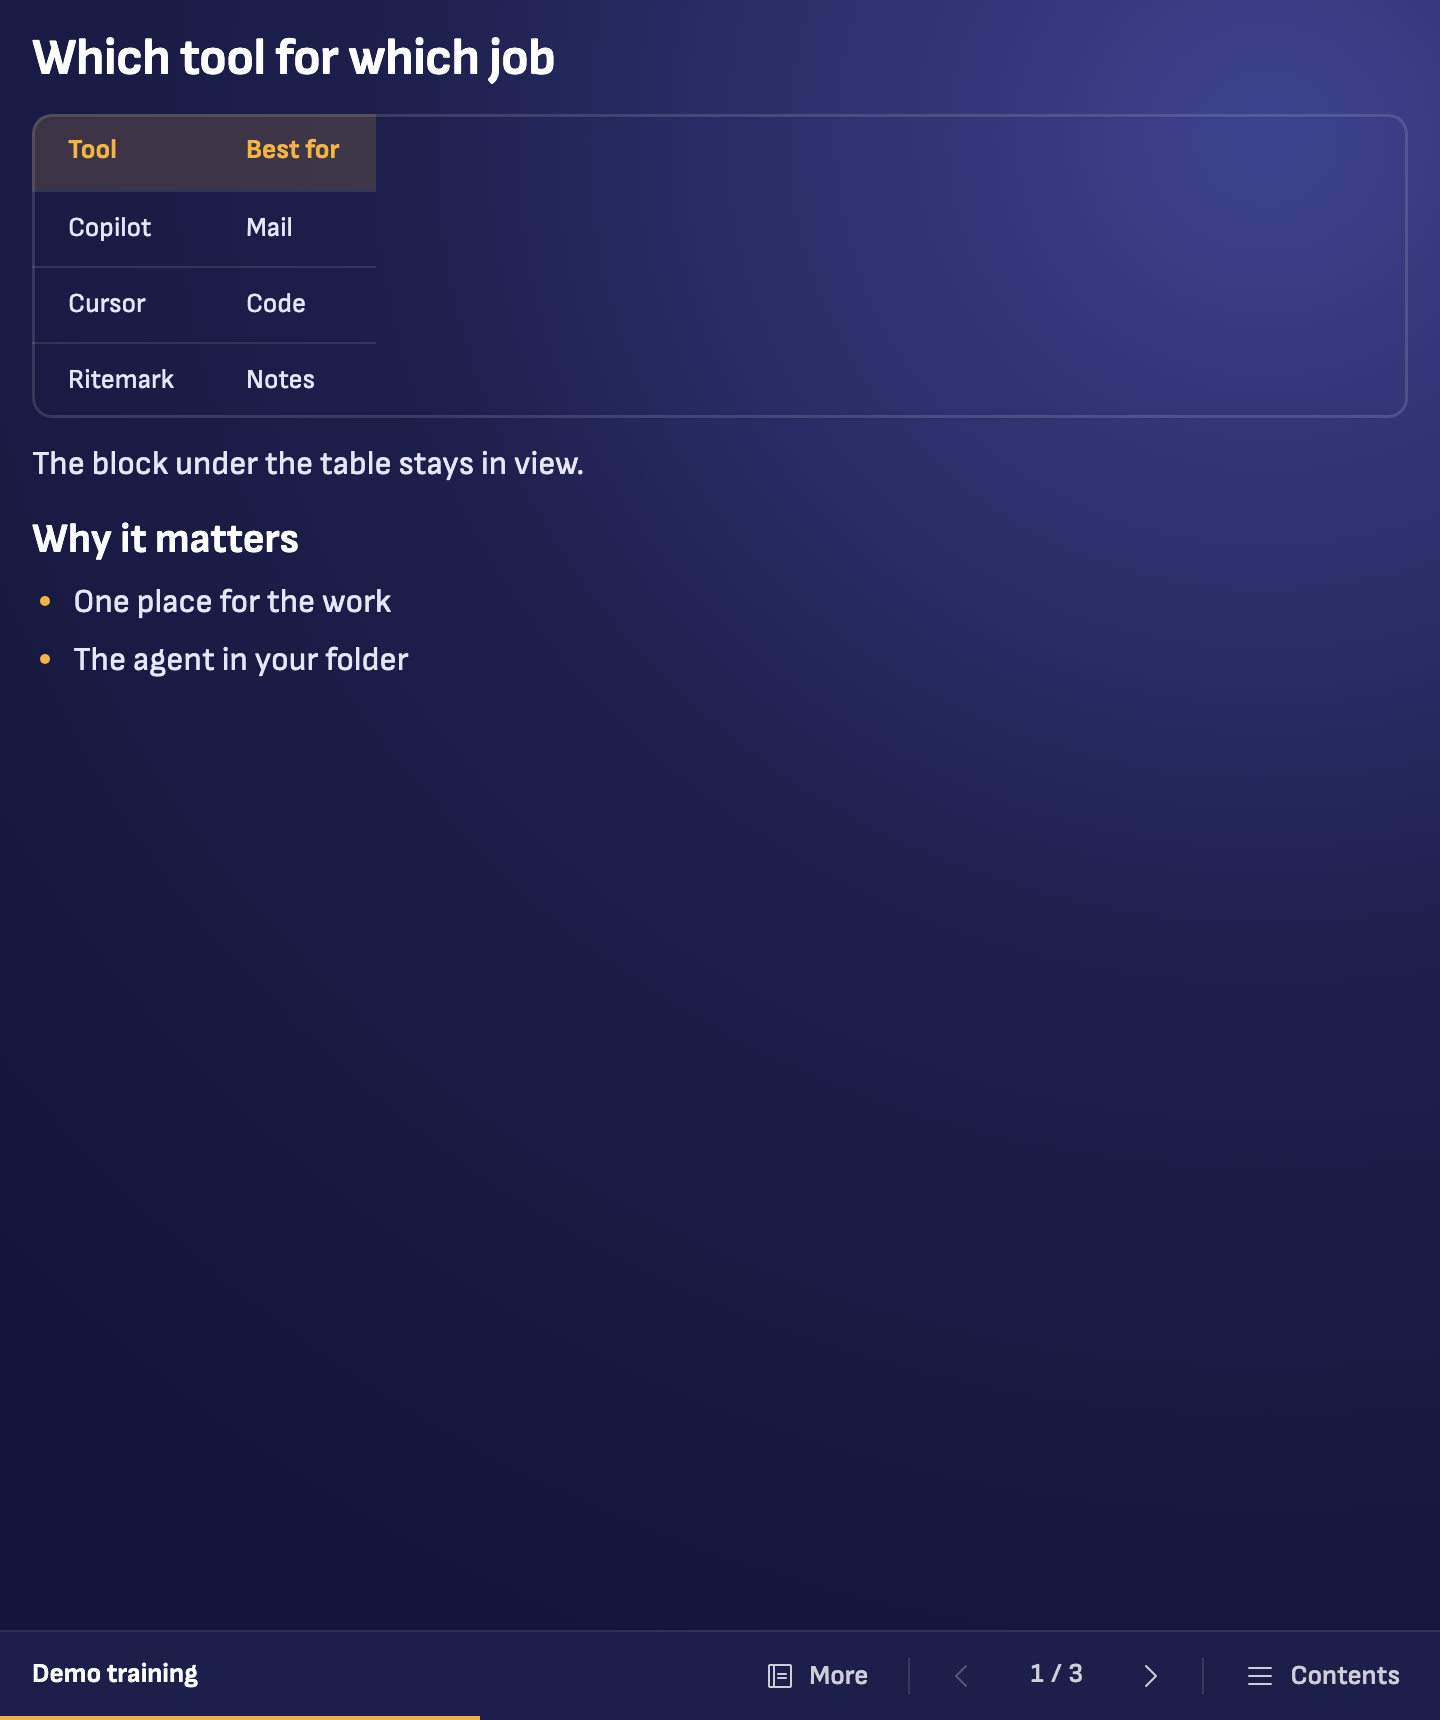 Which tool for which job
Tool Best for
Copilot Mail
Cursor Code
Ritemark Notes
The block under the table stays in view.
Why it matters
• One place for the work
• The agent in your folder
Demo training More 1 / 3 Contents